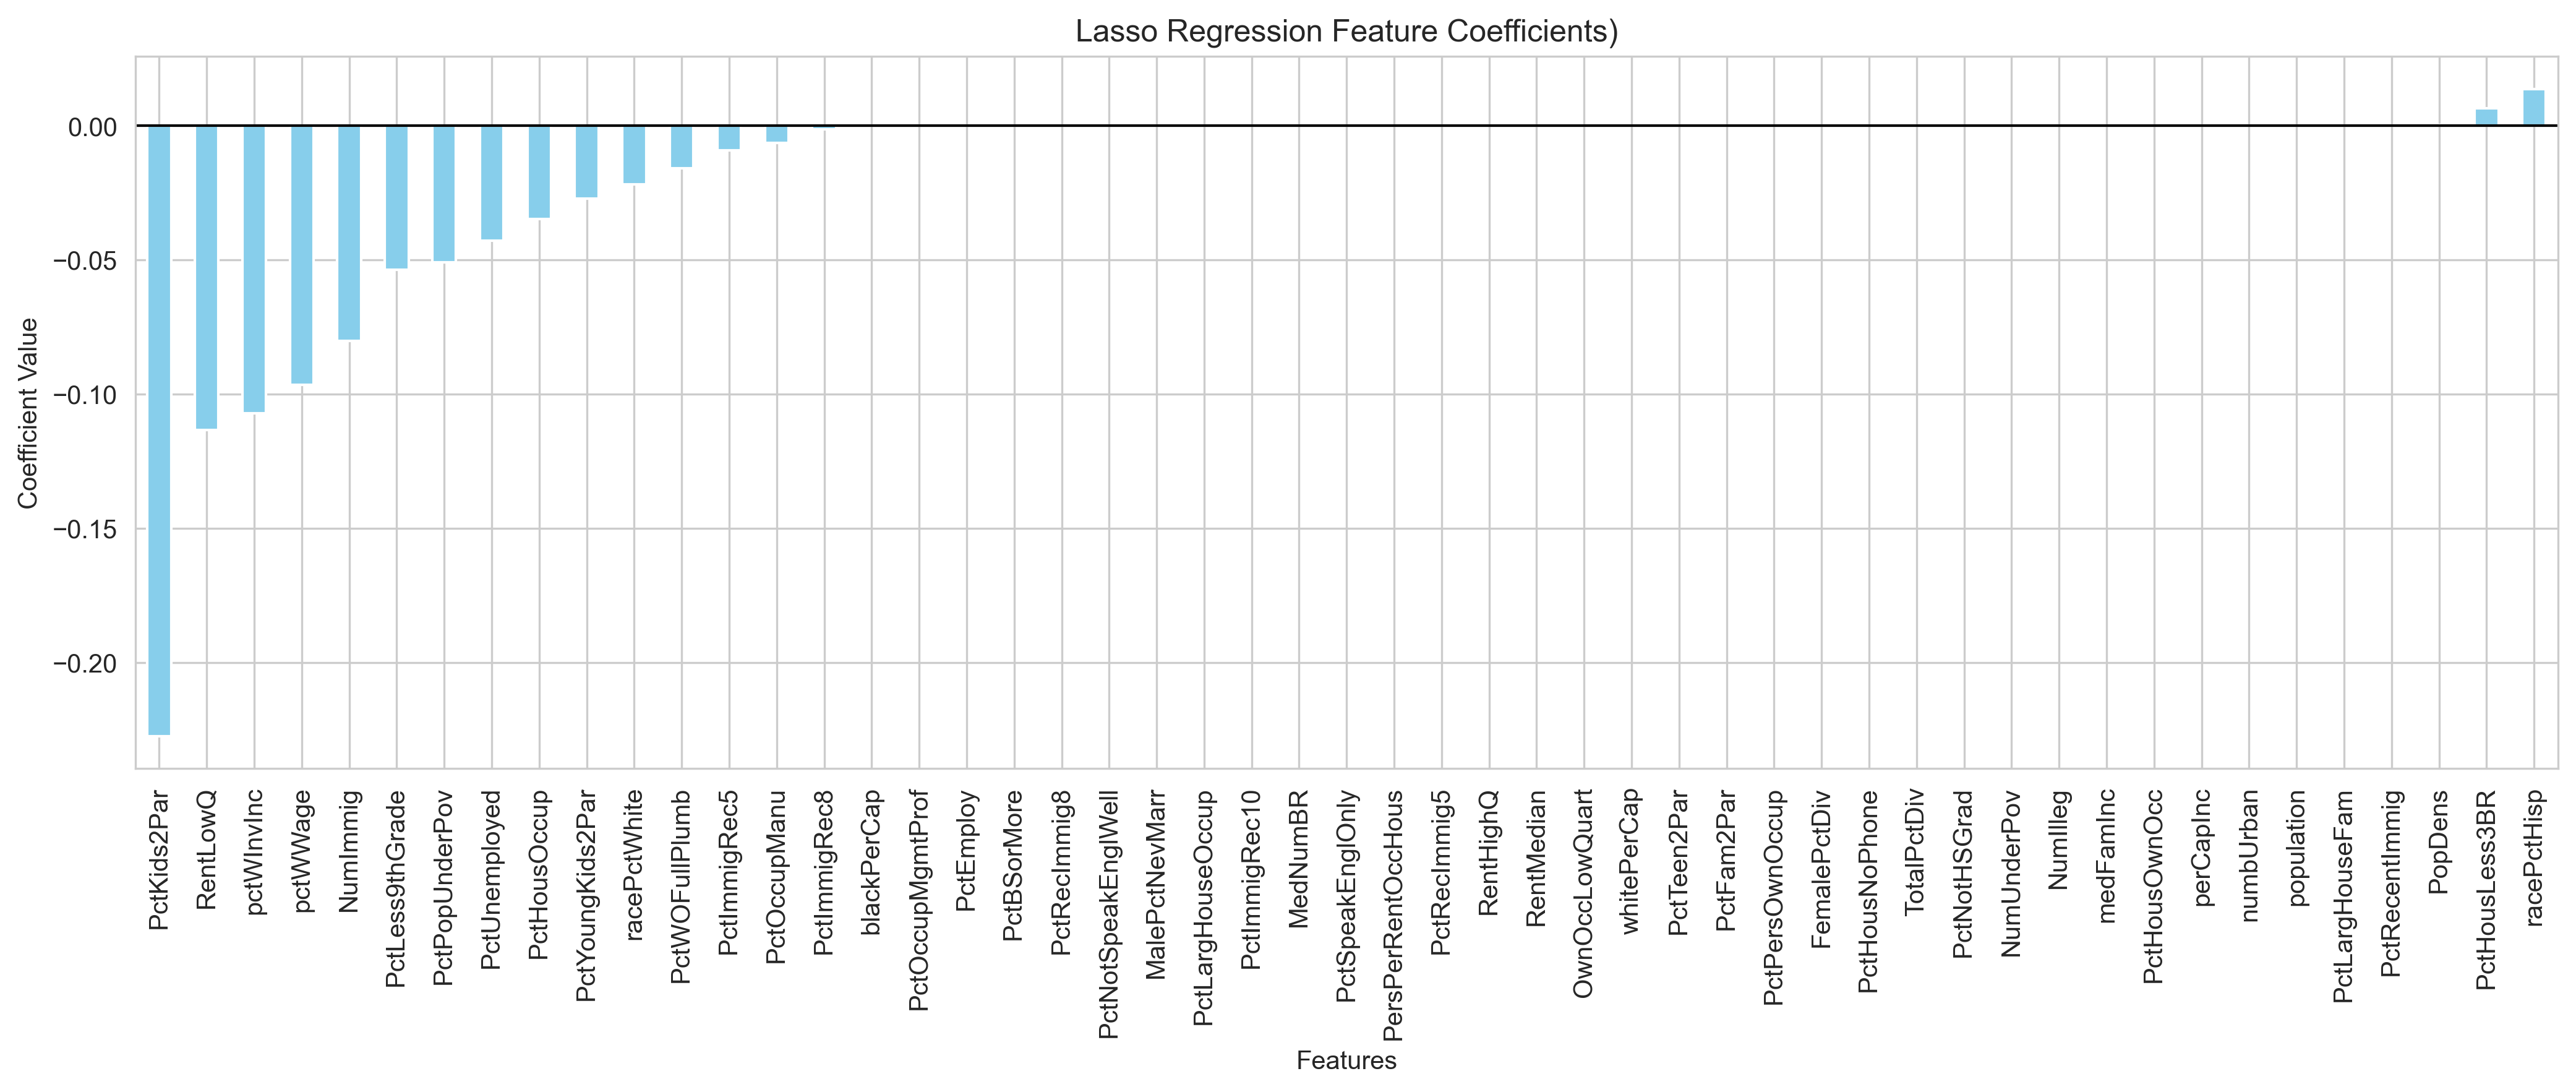 Lasso Regression Feature Coefficients)
Coefficient Value
0.00
−0.05
−0.10
−0.15
−0.20
PctKids2Par
RentLowQ
pctWInvInc
pctWWage
NumImmig
PctLess9thGrade
PctPopUnderPov
PctUnemployed
PctHousOccup
PctYoungKids2Par
racePctWhite
PctWOFullPlumb
PctImmigRec5
PctOccupManu
PctImmigRec8
blackPerCap
PctOccupMgmtProf
PctEmploy
PctBSorMore
PctRecImmig8
PctNotSpeakEnglWell
MalePctNevMarr
PctLargHouseOccup
PctImmigRec10
MedNumBR
PctSpeakEnglOnly
PersPerRentOccHous
PctRecImmig5
RentHighQ
RentMedian
OwnOccLowQuart
whitePerCap
PctTeen2Par
PctFam2Par
PctPersOwnOccup
FemalePctDiv
PctHousNoPhone
TotalPctDiv
PctNotHSGrad
NumUnderPov
NumIlleg
medFamInc
PctHousOwnOcc
perCapInc
numbUrban
population
PctLargHouseFam
PctRecentImmig
PopDens
PctHousLess3BR
racePctHisp
Features